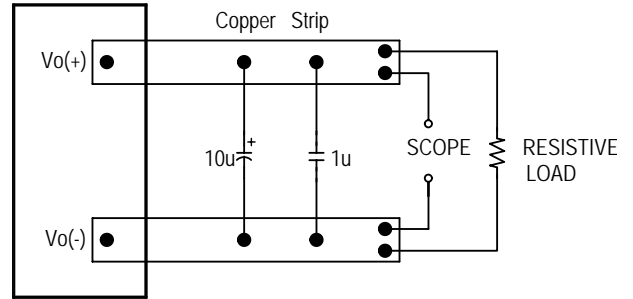 Copper Strip
Vo(+)
+
10u
1u
SCOPE
RESISTIVE
LOAD
Vo(-)